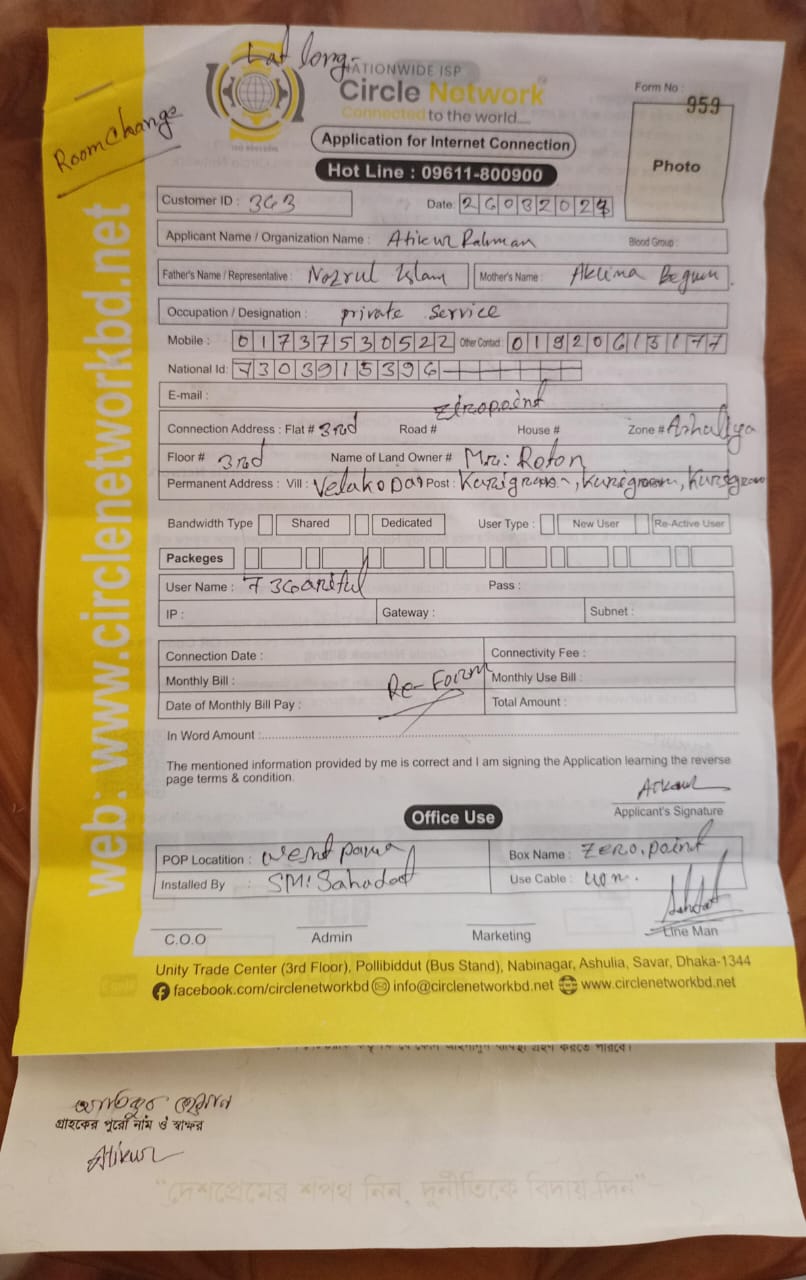 Lat long-
NATIONWIDE ISP
Circle Network
Connected to the world....
Room Change
Form No : 959
Application for Internet Connection
Photo
Hot Line : 09611-800900
Customer ID : 363
Date: 26032024
Applicant Name / Organization Name : Atikur Rahman Blood Group :
Father's Name / Representative : Nozrul Islam Mother's Name : Aklima Begum
Occupation / Designation : private service
Mobile : 01737530522 Other Contact : 01920613177
National Id: 7303915396
E-mail :
Ziropoint
Connection Address : Flat # 3rd Road # House # Zone # Ashuliya
Floor # 3rd Name of Land Owner # Mr: Roton
Permanent Address : Vill : Post : Kurigram, Kurigram, Kurigram
Bandwidth Type Shared Dedicated User Type : New User Re-Active User
Packeges
User Name : Pass :
IP : Gateway : Subnet :
Connection Date : Connectivity Fee :
Monthly Bill : Monthly Use Bill :
Re-Form
Date of Monthly Bill Pay : Total Amount :
In Word Amount :
The mentioned information provided by me is correct and I am signing the Application learning the reverse
page terms & condition.
Applicant's Signature
Office Use
POP Locatition : West para Box Name : ZERO.point
Installed By : SM: Sahadat Use Cable : 40m.
C.O.O Admin Marketing Line Man
Unity Trade Center (3rd Floor), Pollibiddut (Bus Stand), Nabinagar, Ashulia, Savar, Dhaka-1344
facebook.com/circlenetworkbd info@circlenetworkbd.net www.circlenetworkbd.net
web: www.circlenetworkbd.net
আতিকুর রহমান
গ্রাহকের পুরো নাম ও স্বাক্ষর
Atikur
“দেশপ্রেমের শপথ নিন, দুর্নীতিকে বিদায় দিন”